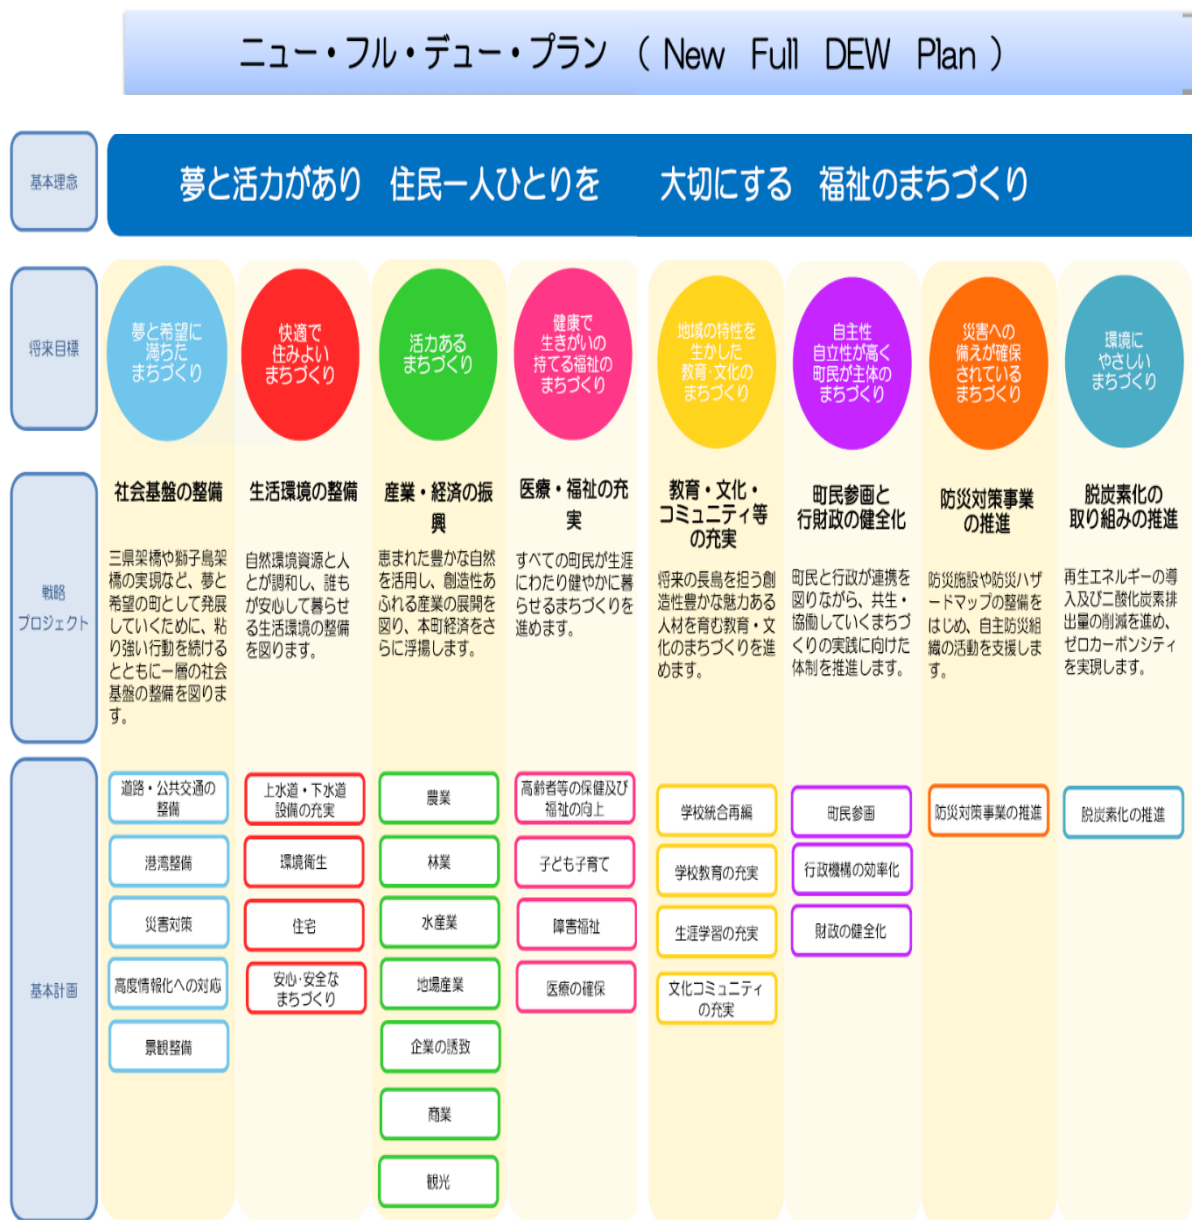 ニュー・フル・デュー・プラン （ New Full DEW Plan ）
基本理念
夢と活力があり 住民一人ひとりを 大切にする 福祉のまちづくり
将来目標
夢と希望に
満ちた
まちづくり
快適で
住みよい
まちづくり
活力ある
まちづくり
健康で
生きがいの
持てる福祉の
まちづくり
地域の特性を
生かした
教育・文化の
まちづくり
自主性
自立性が高く
町民が主体の
まちづくり
災害への
備えが確保
されている
まちづくり
環境に
やさしい
まちづくり
戦略
プロジェクト
社会基盤の整備
三県架橋や獅子島架
橋の実現など、夢と
希望の町として発展
していくために、粘
り強い行動を続ける
とともに一層の社会
基盤の整備を図りま
す。
生活環境の整備
自然環境資源と人
とが調和し、誰も
が安心して暮らせ
る生活環境の整備
を図ります。
産業・経済の振
興
恵まれた豊かな自然
を活用し、創造性あ
ふれる産業の展開を
図り、本町経済をさ
らに浮揚します。
医療・福祉の充
実
すべての町民が生涯
にわたり健やかに暮
らせるまちづくりを
進めます。
教育・文化・
コミュニティ等
の充実
将来の長島を担う創
造性豊かな魅力ある
人材を育む教育・文
化のまちづくりを進
めます。
町民参画と
行財政の健全化
町民と行政が連携を
図りながら、共生・
協働していくまちづ
くりの実践に向けた
体制を推進します。
防災対策事業
の推進
防災施設や防災ハザ
ードマップの整備を
はじめ、自主防災組
織の活動を支援しま
す。
脱炭素化の
取り組みの推進
再生エネルギーの導
入及び二酸化炭素排
出量の削減を進め、
ゼロカーボンシティ
を実現します。
基本計画
道路・公共交通の
整備
港湾整備
災害対策
高度情報化への対応
景観整備
上水道・下水道
設備の充実
環境衛生
住宅
安心・安全な
まちづくり
農業
林業
水産業
地場産業
企業の誘致
商業
観光
高齢者等の保健及び
福祉の向上
子ども子育て
障害福祉
医療の確保
学校統合再編
学校教育の充実
生涯学習の充実
文化コミュニティ
の充実
町民参画
行政機構の効率化
財政の健全化
防災対策事業の推進
脱炭素化の推進